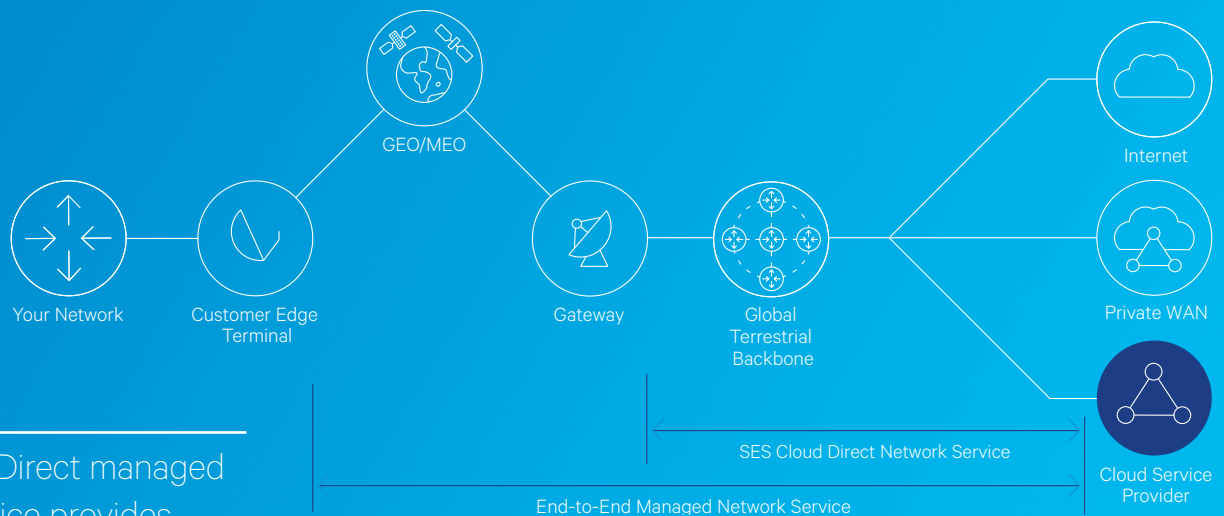 GEO/MEO
Internet
Your Network
Customer Edge
Terminal
Gateway
Global
Terrestrial
Backbone
Private WAN
SES Cloud Direct Network Service
End-to-End Managed Network Service
Cloud Service
Provider
Direct managed
provides